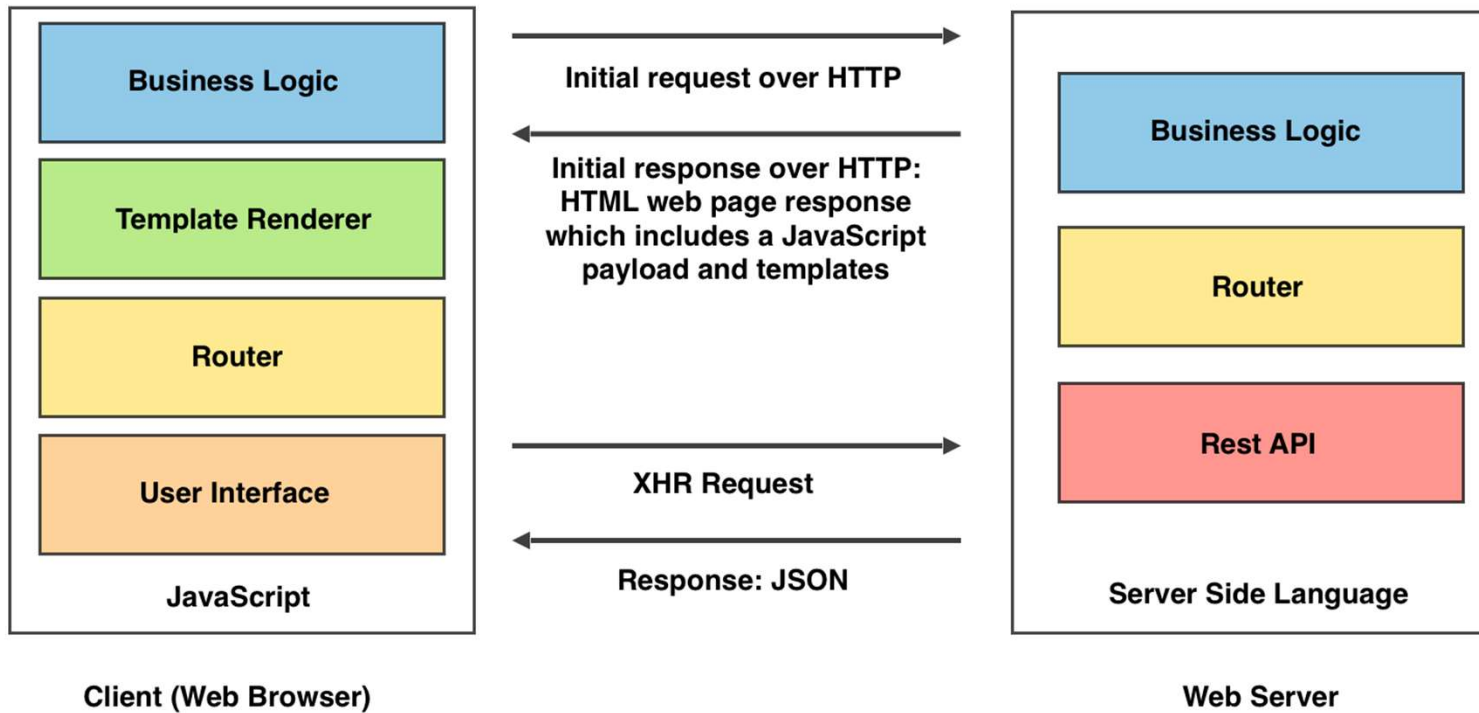 Business Logic
Template Renderer
Router
User Interface
JavaScript
Client (Web Browser)
Initial request over HTTP
Initial response over HTTP:
HTML web page response
which includes a JavaScript
payload and templates
XHR Request
Response: JSON
Business Logic
Router
Rest API
Server Side Language
Web Server